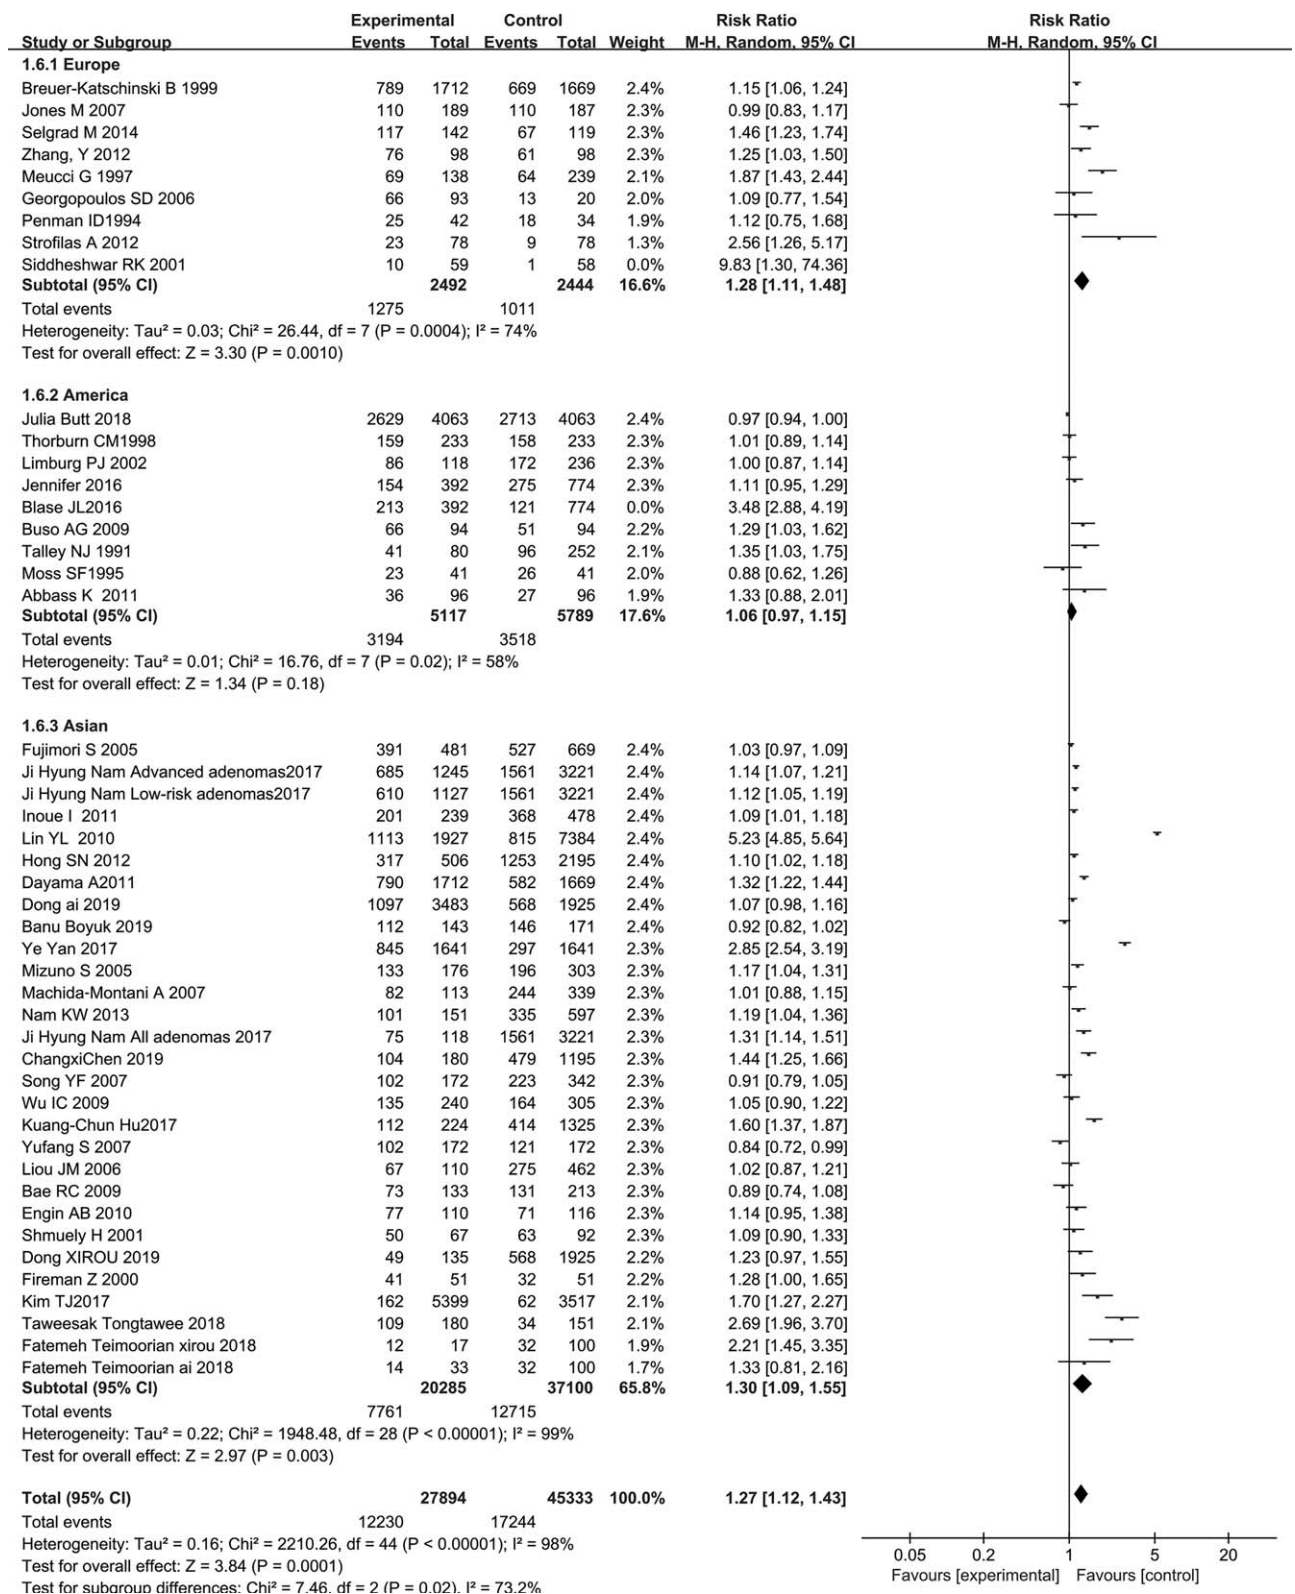 Experimental Control Risk Ratio Risk Ratio
Study or Subgroup Events Total Events Total Weight M-H, Random, 95% CI M-H, Random, 95% CI
1.6.1 Europe
Breuer-Katschinski B 1999 789 1712 669 1669 2.4% 1.15 [1.06, 1.24]
Jones M 2007 110 189 110 187 2.3% 0.99 [0.83, 1.17]
Selgrad M 2014 117 142 67 119 2.3% 1.46 [1.23, 1.74]
Zhang, Y 2012 76 98 61 98 2.3% 1.25 [1.03, 1.50]
Meucci G 1997 69 138 64 239 2.1% 1.87 [1.43, 2.44]
Georgopoulos SD 2006 66 93 13 20 2.0% 1.09 [0.77, 1.54]
Penman ID1994 25 42 18 34 1.9% 1.12 [0.75, 1.68]
Strofilas A 2012 23 78 9 78 1.3% 2.56 [1.26, 5.17]
Siddheshwar RK 2001 10 59 1 58 0.0% 9.83 [1.30, 74.36]
Subtotal (95% CI) 2492 2444 16.6% 1.28 [1.11, 1.48]
Total events 1275 1011
Heterogeneity: Tau² = 0.03; Chi² = 26.44, df = 7 (P = 0.0004); I² = 74%
Test for overall effect: Z = 3.30 (P = 0.0010)
1.6.2 America
Julia Butt 2018 2629 4063 2713 4063 2.4% 0.97 [0.94, 1.00]
Thorburn CM1998 159 233 158 233 2.3% 1.01 [0.89, 1.14]
Limburg PJ 2002 86 118 172 236 2.3% 1.00 [0.87, 1.14]
Jennifer 2016 154 392 275 774 2.3% 1.11 [0.95, 1.29]
Blase JL2016 213 392 121 774 0.0% 3.48 [2.88, 4.19]
Buso AG 2009 66 94 51 94 2.2% 1.29 [1.03, 1.62]
Talley NJ 1991 41 80 96 252 2.1% 1.35 [1.03, 1.75]
Moss SF1995 23 41 26 41 2.0% 0.88 [0.62, 1.26]
Abbass K 2011 36 96 27 96 1.9% 1.33 [0.88, 2.01]
Subtotal (95% CI) 5117 5789 17.6% 1.06 [0.97, 1.15]
Total events 3194 3518
Heterogeneity: Tau² = 0.01; Chi² = 16.76, df = 7 (P = 0.02); I² = 58%
Test for overall effect: Z = 1.34 (P = 0.18)
1.6.3 Asian
Fujimori S 2005 391 481 527 669 2.4% 1.03 [0.97, 1.09]
Ji Hyung Nam Advanced adenomas2017 685 1245 1561 3221 2.4% 1.14 [1.07, 1.21]
Ji Hyung Nam Low-risk adenomas2017 610 1127 1561 3221 2.4% 1.12 [1.05, 1.19]
Inoue I 2011 201 239 368 478 2.4% 1.09 [1.01, 1.18]
Lin YL 2010 1113 1927 815 7384 2.4% 5.23 [4.85, 5.64]
Hong SN 2012 317 506 1253 2195 2.4% 1.10 [1.02, 1.18]
Dayama A2011 790 1712 582 1669 2.4% 1.32 [1.22, 1.44]
Dong ai 2019 1097 3483 568 1925 2.4% 1.07 [0.98, 1.16]
Banu Boyuk 2019 112 143 146 171 2.4% 0.92 [0.82, 1.02]
Ye Yan 2017 845 1641 297 1641 2.3% 2.85 [2.54, 3.19]
Mizuno S 2005 133 176 196 303 2.3% 1.17 [1.04, 1.31]
Machida-Montani A 2007 82 113 244 339 2.3% 1.01 [0.88, 1.15]
Nam KW 2013 101 151 335 597 2.3% 1.19 [1.04, 1.36]
Ji Hyung Nam All adenomas 2017 75 118 1561 3221 2.3% 1.31 [1.14, 1.51]
ChangxiChen 2019 104 180 479 1195 2.3% 1.44 [1.25, 1.66]
Song YF 2007 102 172 223 342 2.3% 0.91 [0.79, 1.05]
Wu IC 2009 135 240 164 305 2.3% 1.05 [0.90, 1.22]
Kuang-Chun Hu2017 112 224 414 1325 2.3% 1.60 [1.37, 1.87]
Yufang S 2007 102 172 121 172 2.3% 0.84 [0.72, 0.99]
Liou JM 2006 67 110 275 462 2.3% 1.02 [0.87, 1.21]
Bae RC 2009 73 133 131 213 2.3% 0.89 [0.74, 1.08]
Engin AB 2010 77 110 71 116 2.3% 1.14 [0.95, 1.38]
Shmuely H 2001 50 67 63 92 2.3% 1.09 [0.90, 1.33]
Dong XIROU 2019 49 135 568 1925 2.2% 1.23 [0.97, 1.55]
Fireman Z 2000 41 51 32 51 2.2% 1.28 [1.00, 1.65]
Kim TJ2017 162 5399 62 3517 2.1% 1.70 [1.27, 2.27]
Taweesak Tongtawee 2018 109 180 34 151 2.1% 2.69 [1.96, 3.70]
Fatemeh Teimoorian xirou 2018 12 17 32 100 1.9% 2.21 [1.45, 3.35]
Fatemeh Teimoorian ai 2018 14 33 32 100 1.7% 1.33 [0.81, 2.16]
Subtotal (95% CI) 20285 37100 65.8% 1.30 [1.09, 1.55]
Total events 7761 12715
Heterogeneity: Tau² = 0.22; Chi² = 1948.48, df = 28 (P < 0.00001); I² = 99%
Test for overall effect: Z = 2.97 (P = 0.003)
Total (95% CI) 27894 45333 100.0% 1.27 [1.12, 1.43]
Total events 12230 17244
Heterogeneity: Tau² = 0.16; Chi² = 2210.26, df = 44 (P < 0.00001); I² = 98%
Test for overall effect: Z = 3.84 (P = 0.0001)
Test for subgroup differences: Chi² = 7.46, df = 2 (P = 0.02), I² = 73.2%
0.05 0.2 1 5 20
Favours [experimental] Favours [control]